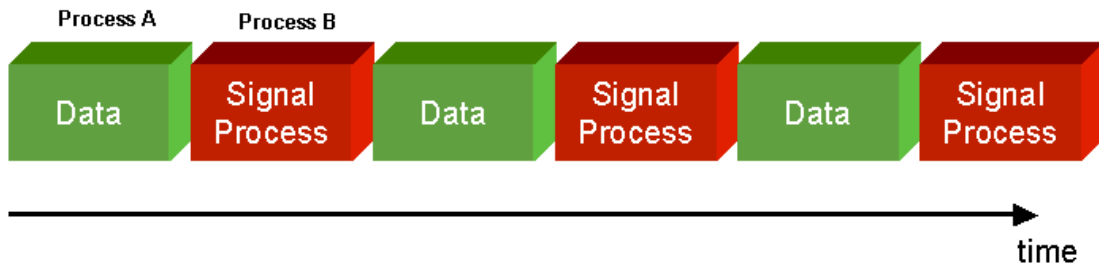 Process A
Process B
Data
Signal
Process
Data
Signal
Process
Data
Signal
Process
time